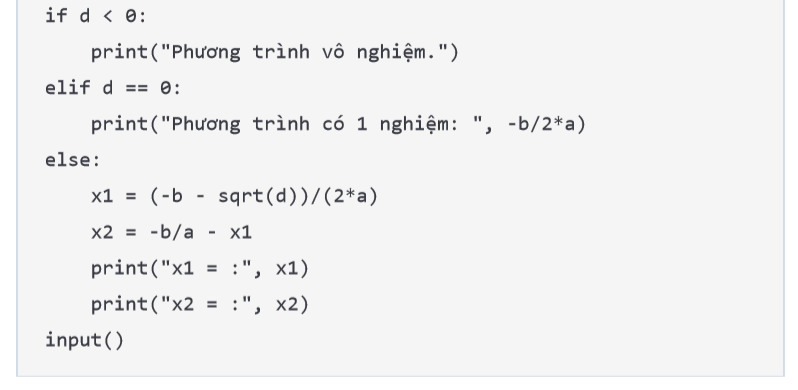 if d < 0:
    print("Phương trình vô nghiệm.")
elif d == 0:
    print("Phương trình có 1 nghiệm: ", -b/2*a)
else:
    x1 = (-b - sqrt(d))/(2*a)
    x2 = -b/a - x1
    print("x1 = :", x1)
    print("x2 = :", x2)
input()